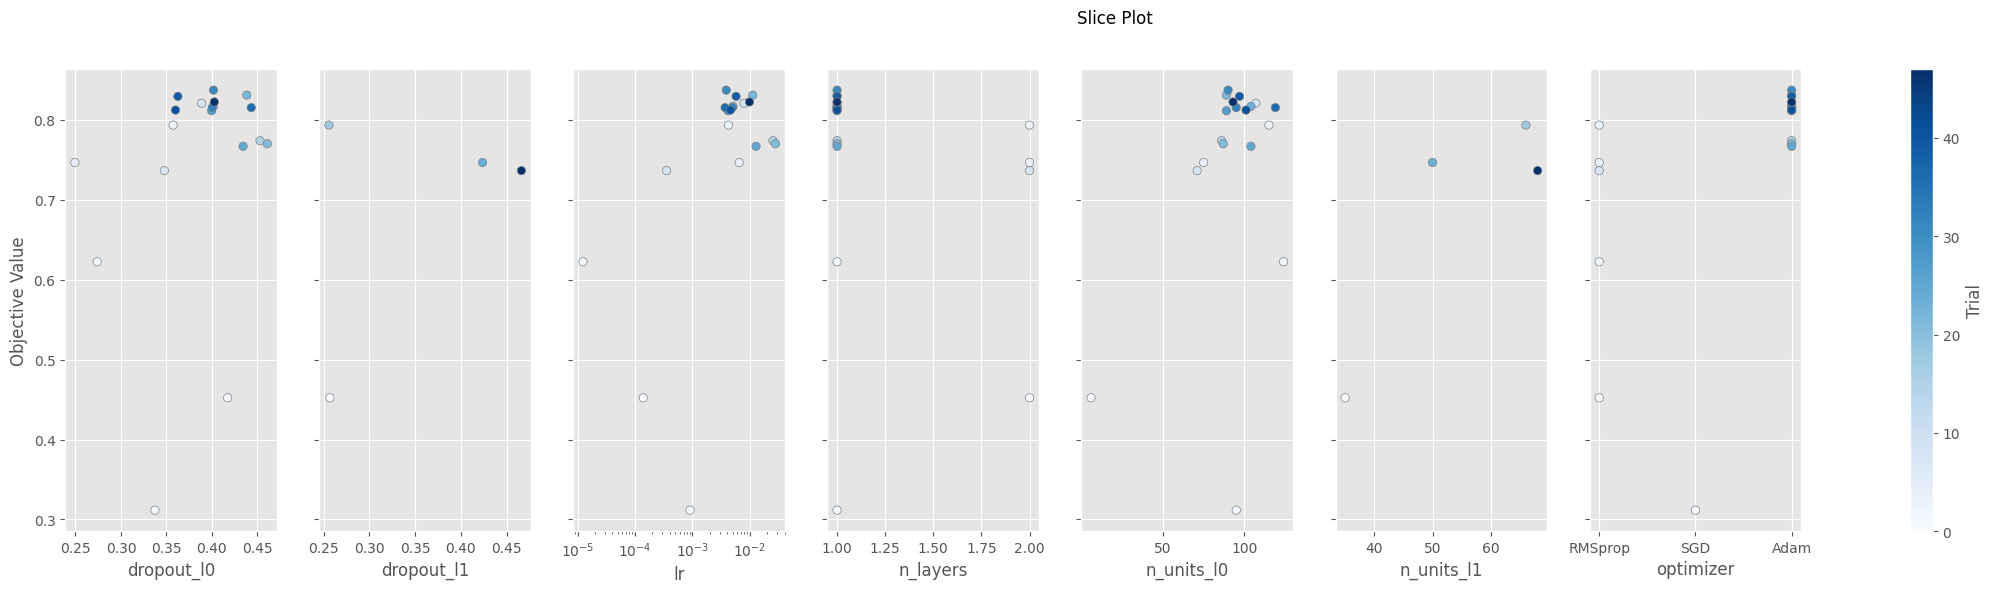 Slice Plot
Objective Value
0.8
0.7
0.6
0.5
0.4
0.3
0.25 0.30 0.35 0.40 0.45
dropout_l0
0.25 0.30 0.35 0.40 0.45
dropout_l1
10⁻⁵ 10⁻⁴ 10⁻³ 10⁻²
lr
1.00 1.25 1.50 1.75 2.00
n_layers
50 100
n_units_l0
40 50 60
n_units_l1
RMSprop SGD Adam
optimizer
40
30
20
10
0
Trial